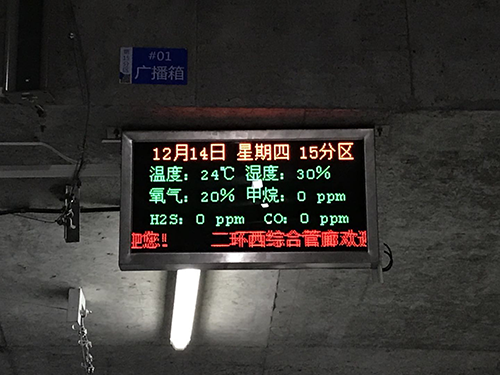 #01
广播箱
12月14日 星期四 15分区
温度: 24℃ 湿度: 30%
氧气: 20% 甲烷: 0 ppm
H2S: 0 ppm CO: 0 ppm
您!! 二环西综合管廊欢迎